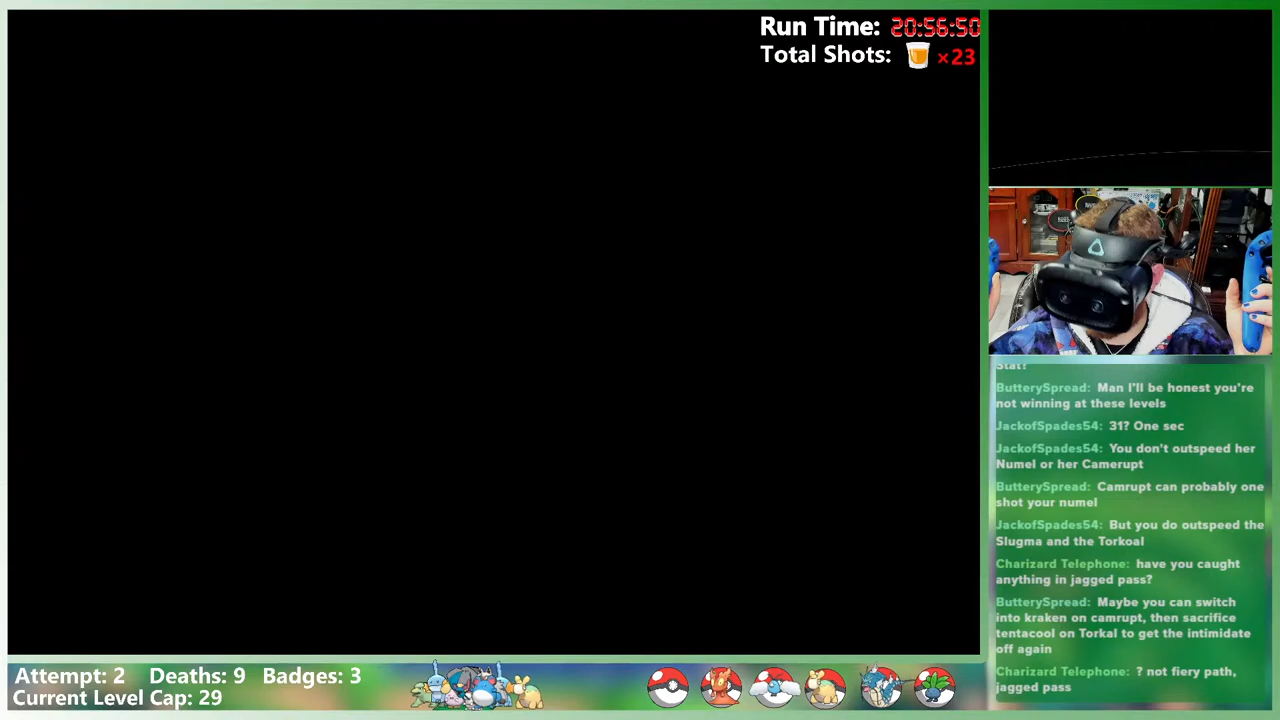 Run Time: 20:56:50
Total Shots: ×23
Stat?
ButterySpread: Man I'll be honest you're
not winning at these levels
JackofSpades54: 31? One sec
JackofSpades54: You don't outspeed her
Numel or her Camerupt
ButterySpread: Camrupt can probably one
shot your numel
JackofSpades54: But you do outspeed the
Slugma and the Torkoal
Charizard Telephone: have you caught
anything in jagged pass?
ButterySpread: Maybe you can switch
into kraken on camrupt, then sacrifice
tentacool on Torkal to get the intimidate
off again
Charizard Telephone: ? not fiery path,
jagged pass
Attempt: 2 Deaths: 9 Badges: 3
Current Level Cap: 29